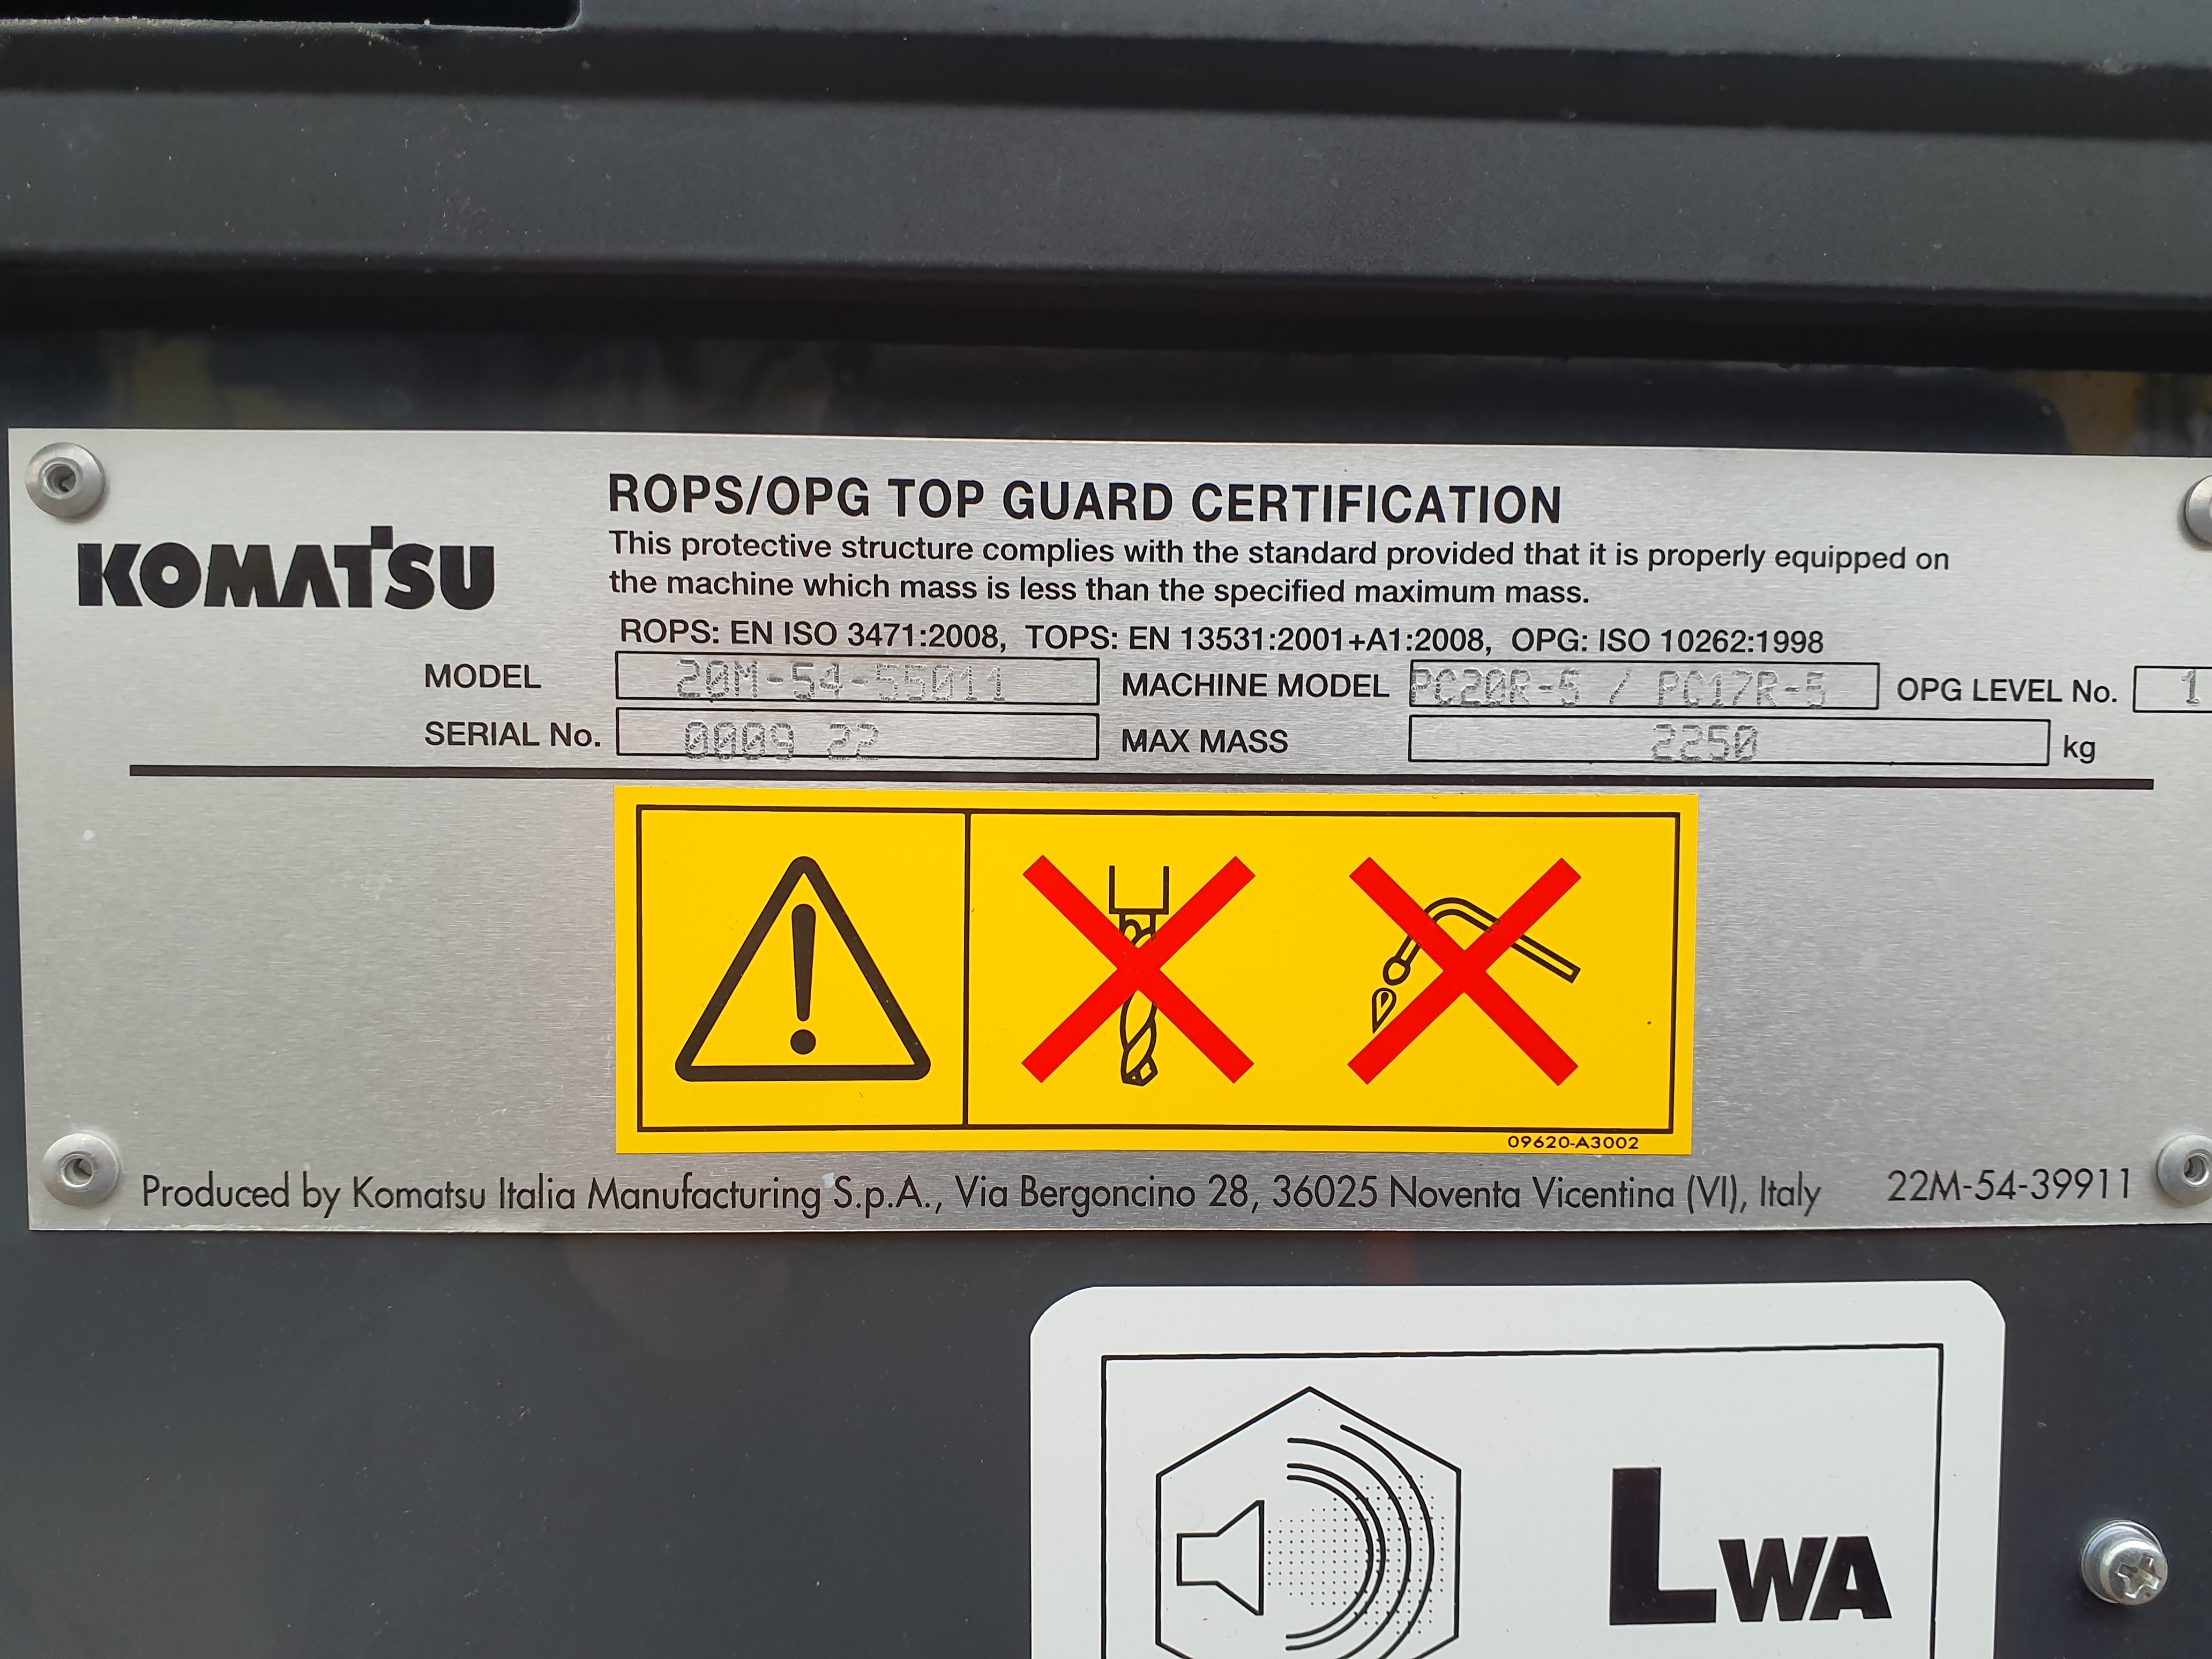 KOMATSU
ROPS/OPG TOP GUARD CERTIFICATION
This protective structure complies with the standard provided that it is properly equipped on
the machine which mass is less than the specified maximum mass.
ROPS: EN ISO 3471:2008, TOPS: EN 13531:2001+A1:2008, OPG: ISO 10262:1998
MODEL 20M-54-55011 MACHINE MODEL PC20R-5 / PC17R-5 OPG LEVEL No. 1
SERIAL No. 0009 22 MAX MASS 2250 kg
09620-A3002
Produced by Komatsu Italia Manufacturing S.p.A., Via Bergoncino 28, 36025 Noventa Vicentina (VI), Italy 22M-54-39911
LWA